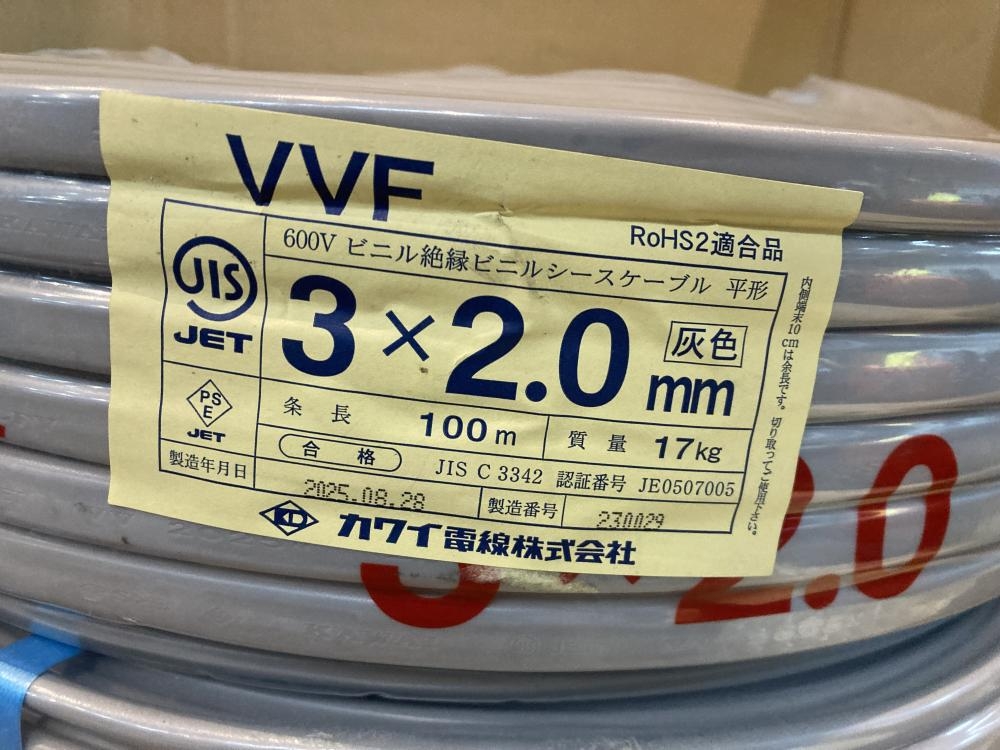 VVF
RoHS2適合品
600V ビニル絶縁ビニルシースケーブル 平形
JIS
JET
3×2.0mm 灰色
PS
E
JET
条長 100m 質量 17kg
合格 JIS C 3342 認証番号 JE0507005
製造年月日 2025.08.28 製造番号 230029
KD カワイ電線株式会社
内側端末10cmは余長です。切り取ってご使用下さい。
3×2.0